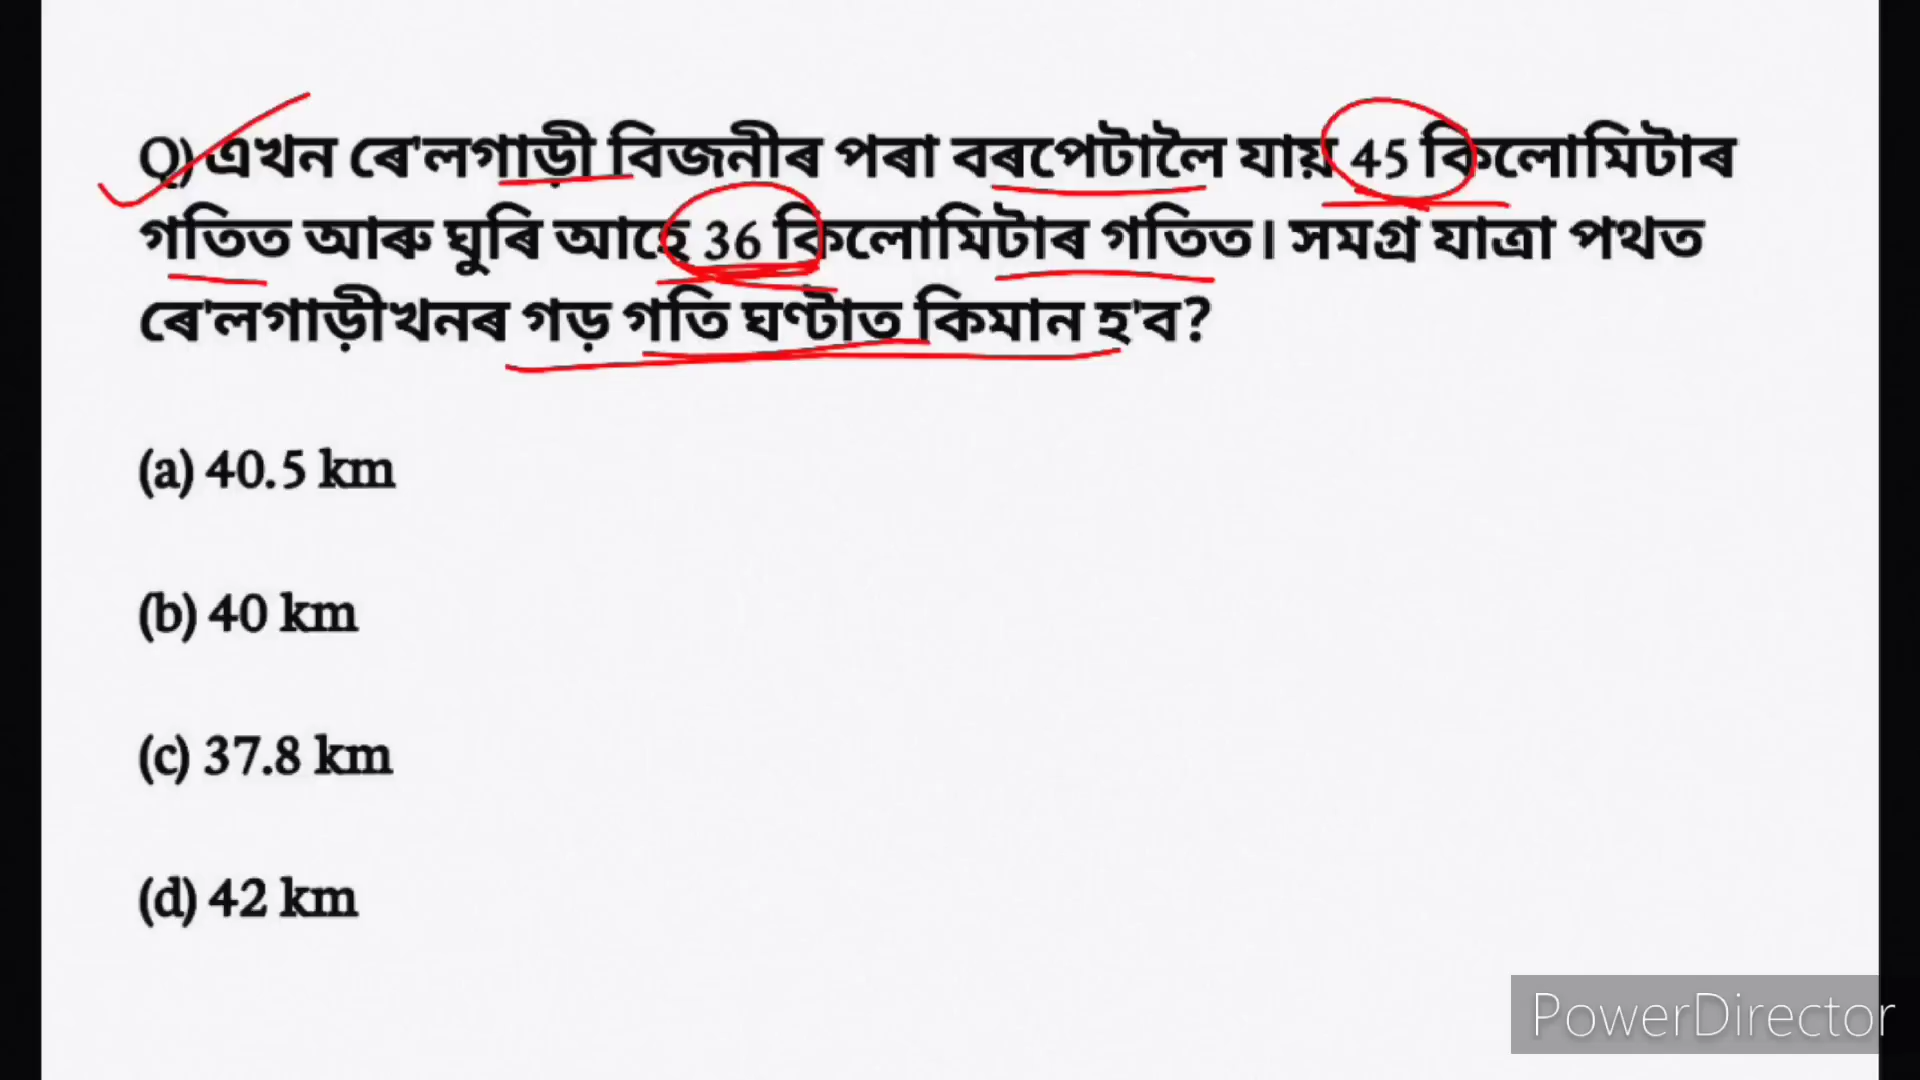 Q) এখন ৰে'লগাড়ী বিজনীৰ পৰা বৰপেটালৈ যায় 45 কিলোমিটাৰ
গতিত আৰু ঘুৰি আহে 36 কিলোমিটাৰ গতিত। সমগ্ৰ যাত্ৰা পথত
ৰে'লগাড়ীখনৰ গড় গতি ঘণ্টাত কিমান হ'ব?
(a) 40.5 km
(b) 40 km
(c) 37.8 km
(d) 42 km
PowerDirector